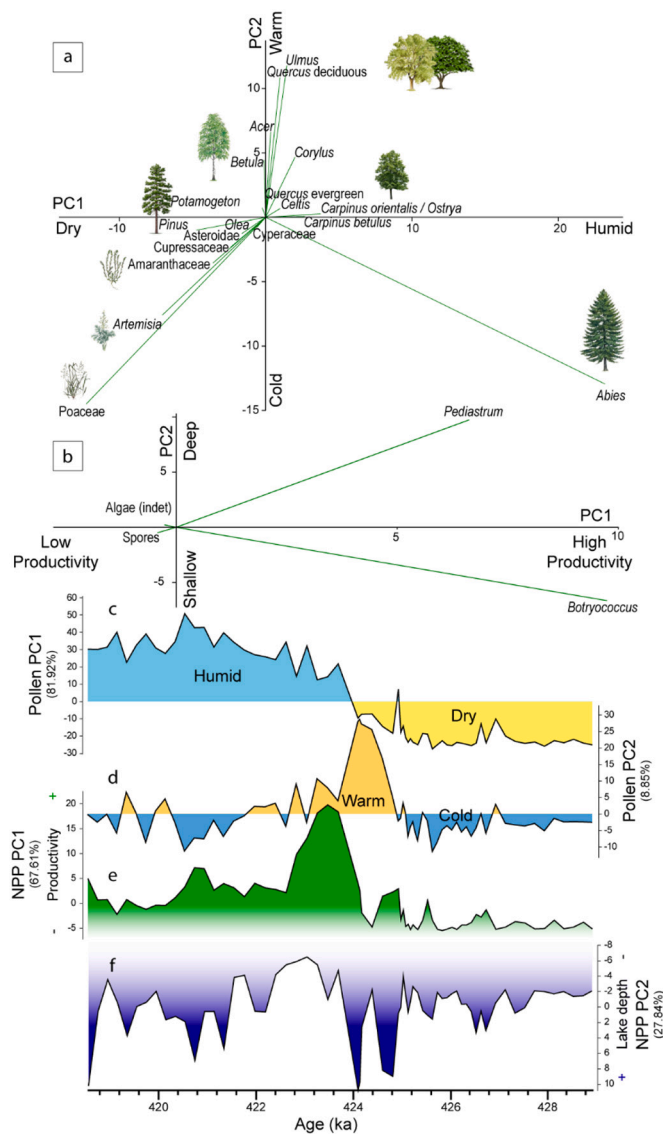 a
PC2
Warm
Ulmus
Quercus deciduous
10
Acer
5
Corylus
Betula
Quercus evergreen
Potamogeton
Celtis
Carpinus orientalis / Ostrya
PC1
Dry
-10
Pinus
Olea
Carpinus betulus
10
20
Humid
Asteroidae
Cyperaceae
Cupressaceae
Amaranthaceae
-5
Artemisia
-10
Cold
Abies
Poaceae
-15
Pediastrum
b
PC2
Deep
5
Algae (indet)
PC1
Spores
5
10
Low
Productivity
High
Productivity
-5
Shallow
Botryococcus
60
50
40
30
20
10
0
-10
-20
-30
Pollen PC1
(81.92%)
c
Humid
Dry
30
25
20
15
10
5
0
-5
-10
Pollen PC2
(8.85%)
d
Warm
Cold
+
20
15
10
5
0
-5
-
NPP PC1
(67.61%)
Productivity
e
f
-8
-6
-4
-2
0
2
4
6
8
10
-
Lake depth
+
NPP PC2
(27.84%)
420
422
424
426
428
Age (ka)